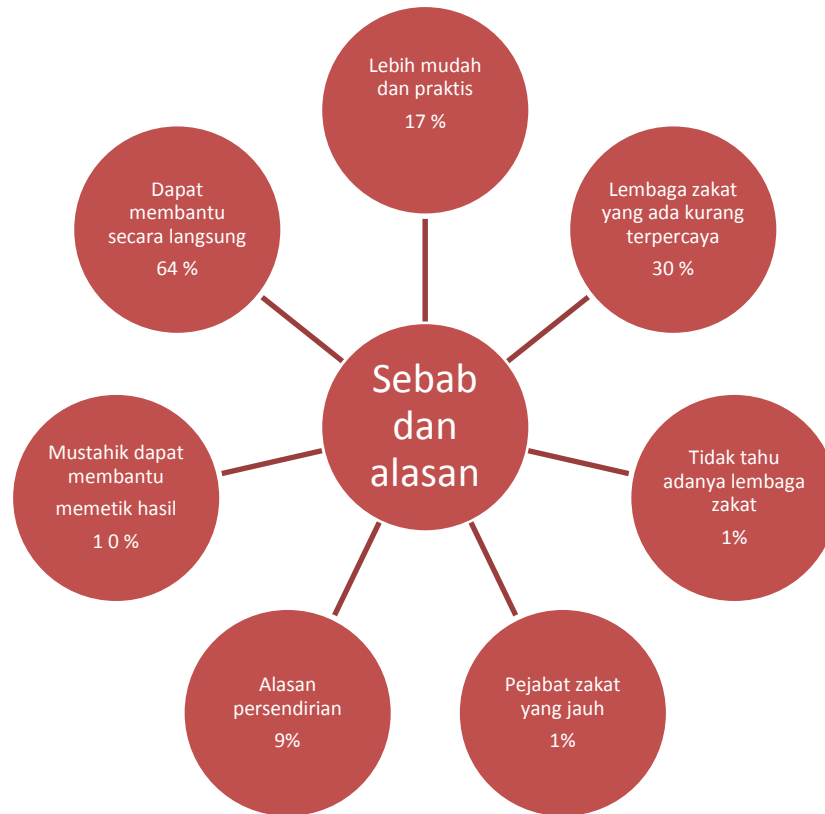 Lebih mudah
dan praktis
17 %
Lembaga zakat
yang ada kurang
terpercaya
30 %
Tidak tahu
adanya lembaga
zakat
1%
Pejabat zakat
yang jauh
1%
Alasan
persendirian
9%
Mustahik dapat
membantu
memetik hasil
1 0 %
Dapat
membantu
secara langsung
64 %
Sebab
dan
alasan